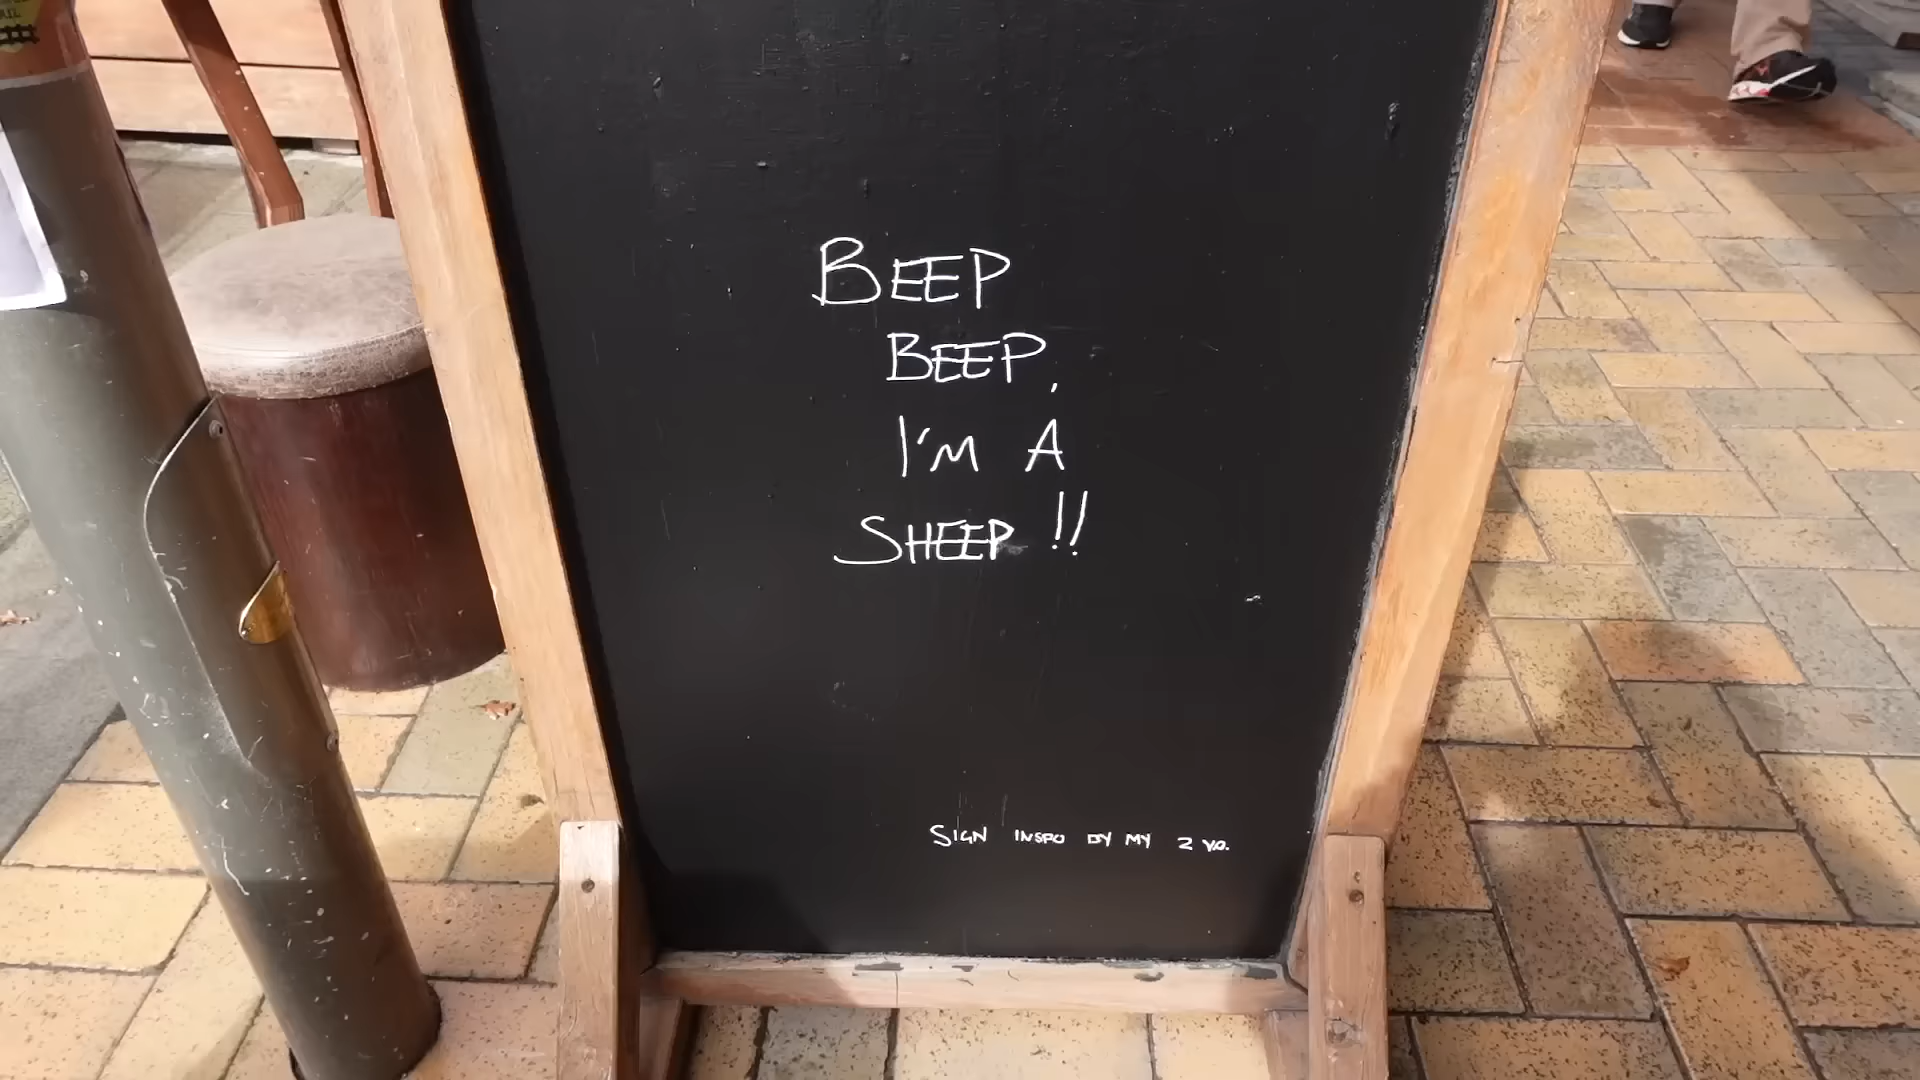 BEEP
BEEP,
I'M A
SHEEP!!
SIGN INSPO BY MY 2 Y.O.